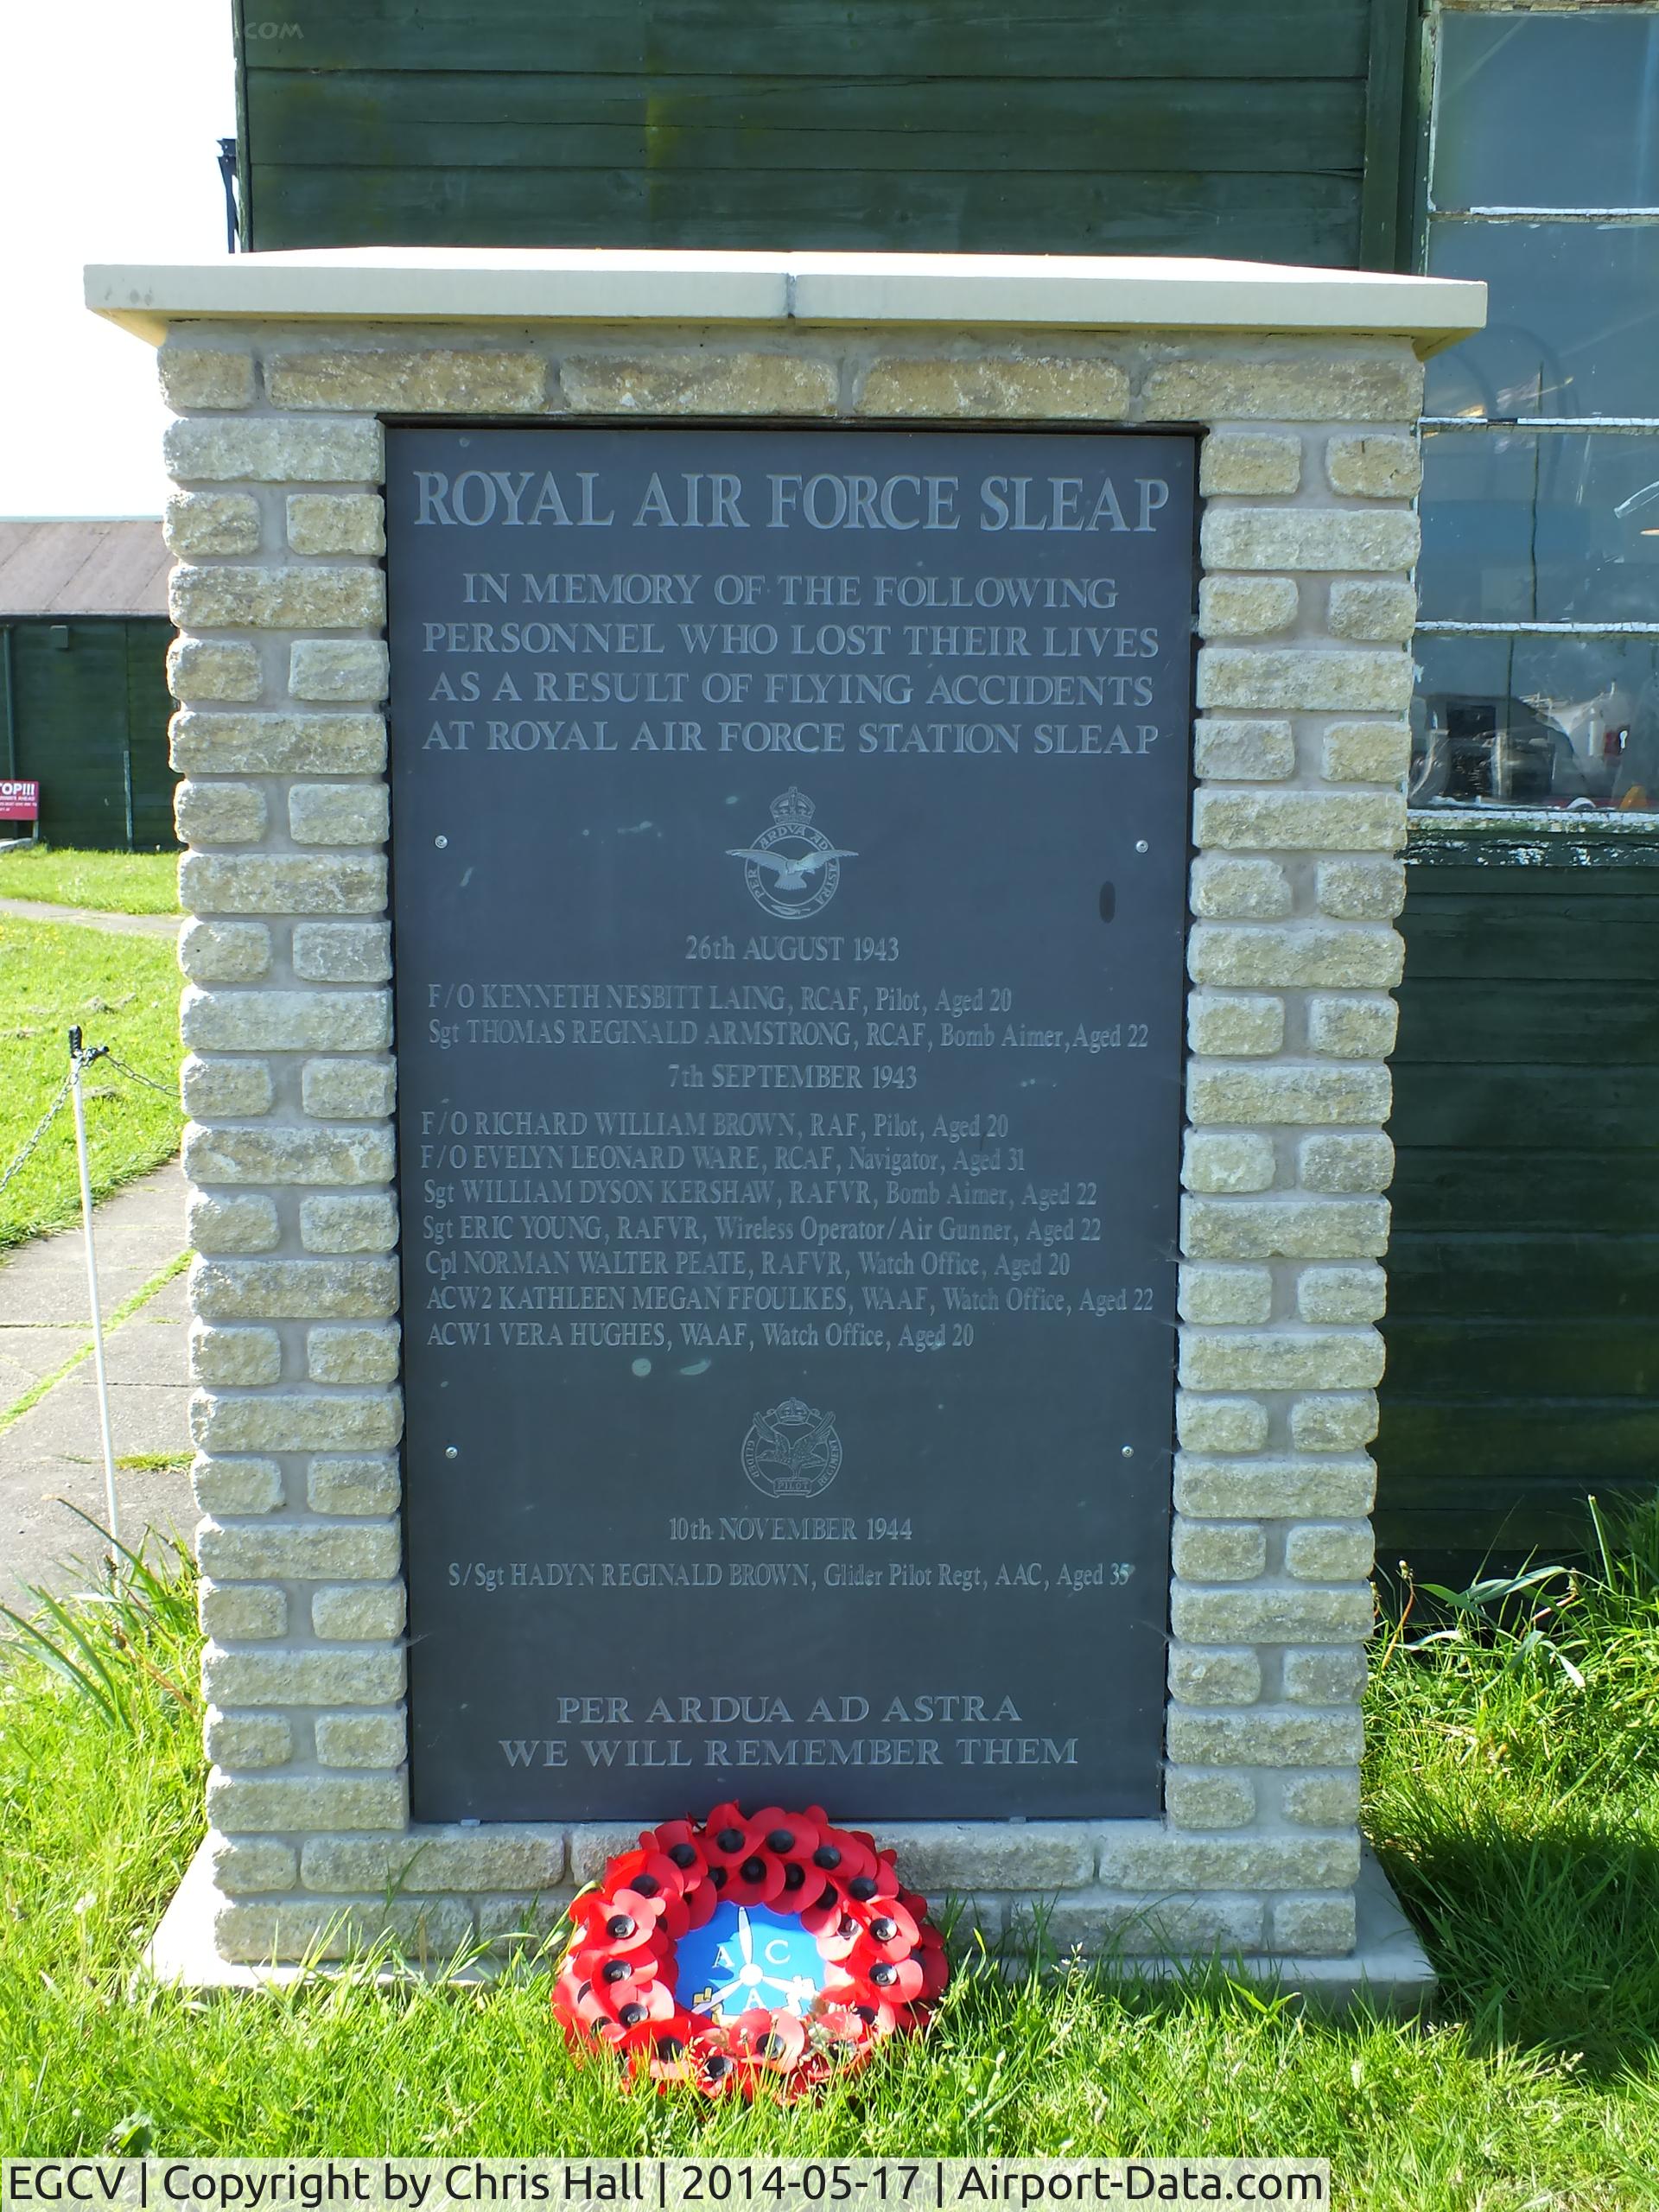 .COM
ROYAL AIR FORCE SLEAP
IN MEMORY OF THE FOLLOWING
PERSONNEL WHO LOST THEIR LIVES
AS A RESULT OF FLYING ACCIDENTS
AT ROYAL AIR FORCE STATION SLEAP
PER ARDVA AD ASTRA
26th AUGUST 1943
F/O KENNETH NESBITT LAING, RCAF, Pilot, Aged 20
Sgt THOMAS REGINALD ARMSTRONG, RCAF, Bomb Aimer, Aged 22
7th SEPTEMBER 1943
F/O RICHARD WILLIAM BROWN, RAF, Pilot, Aged 20
F/O EVELYN LEONARD WARE, RCAF, Navigator, Aged 31
Sgt WILLIAM DYSON KERSHAW, RAFVR, Bomb Aimer, Aged 22
Sgt ERIC YOUNG, RAFVR, Wireless Operator/Air Gunner, Aged 22
Cpl NORMAN WALTER PEATE, RAFVR, Watch Office, Aged 20
ACW2 KATHLEEN MEGAN FFOULKES, WAAF, Watch Office, Aged 22
ACW1 VERA HUGHES, WAAF, Watch Office, Aged 20
GLIDER PILOT REGIMENT
10th NOVEMBER 1944
S/Sgt HADYN REGINALD BROWN, Glider Pilot Regt, AAC, Aged 35
PER ARDUA AD ASTRA
WE WILL REMEMBER THEM
TOP!!!
A C
A
EGCV | Copyright by Chris Hall | 2014-05-17 | Airport-Data.com